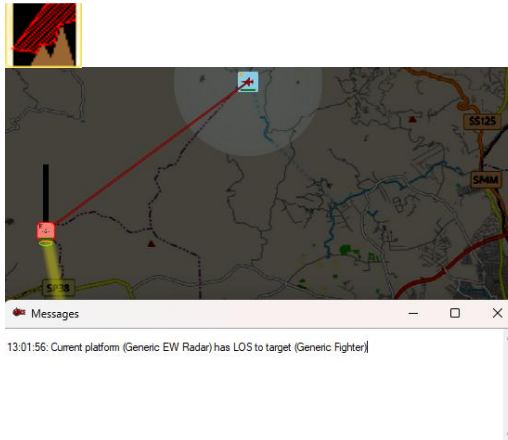 SS125
SP4M
SP38
Messages
13:01:56: Current platform (Generic EW Radar) has LOS to target (Generic Fighter)